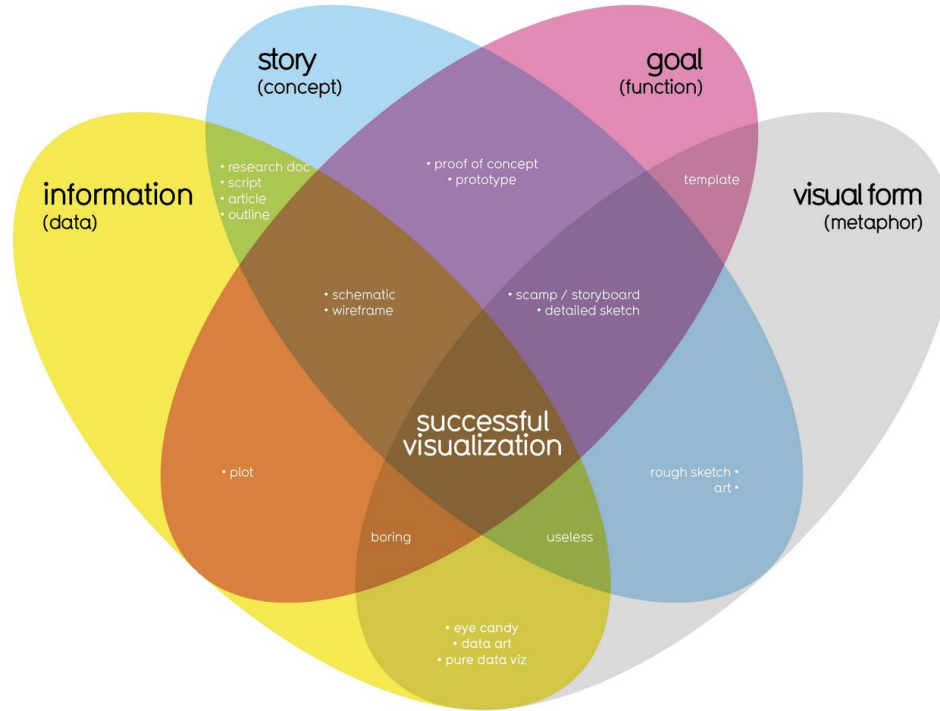 story
(concept)
goal
(function)
information
(data)
visual form
(metaphor)
• research doc
• script
• article
• outline
• proof of concept
• prototype
template
• schematic
• wireframe
• scamp / storyboard
• detailed sketch
successful
visualization
• plot
rough sketch •
art •
boring
useless
• eye candy
• data art
• pure data viz